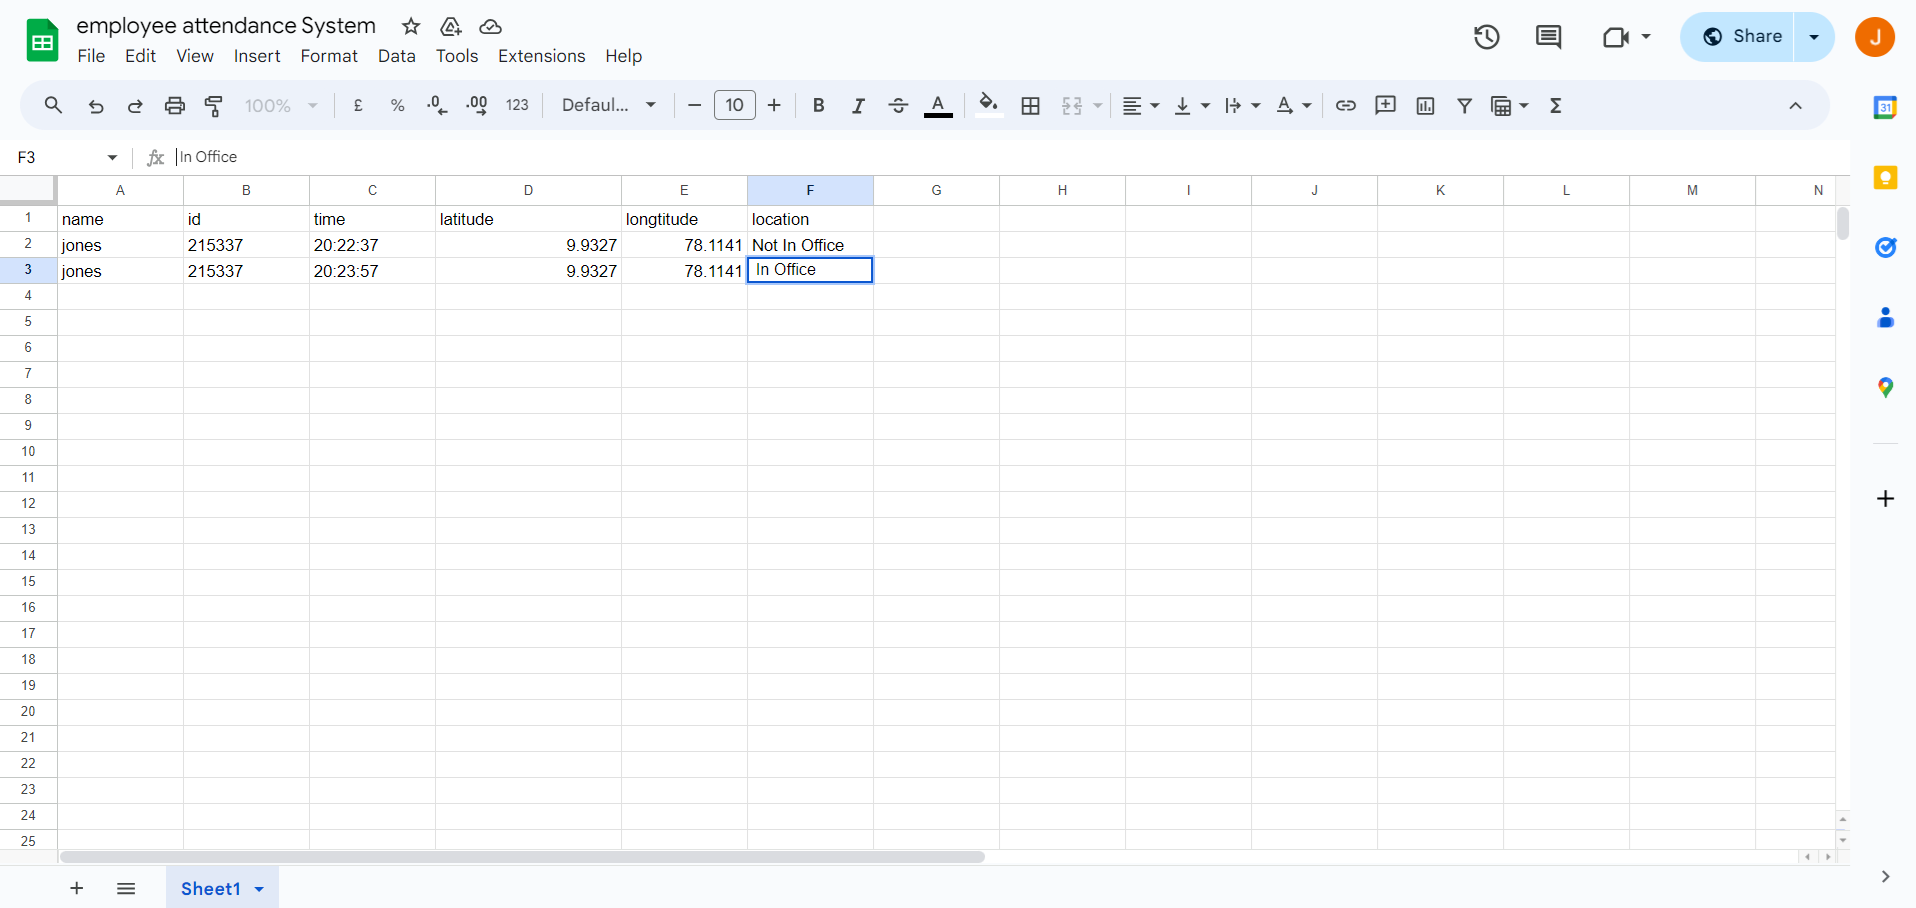 employee attendance System
File Edit View Insert Format Data Tools Extensions Help
Share
J
100% £ % .0 .00 123 Defaul... 10 B I A A Σ
31
F3 fx In Office
A B C D E F G H I J K L M N
1 name id time latitude longtitude location
2 jones 215337 20:22:37 9.9327 78.1141 Not In Office
3 jones 215337 20:23:57 9.9327 78.1141 In Office
4
5
6
7
8
9
10
11
12
13
14
15
16
17
18
19
20
21
22
23
24
25
Sheet1